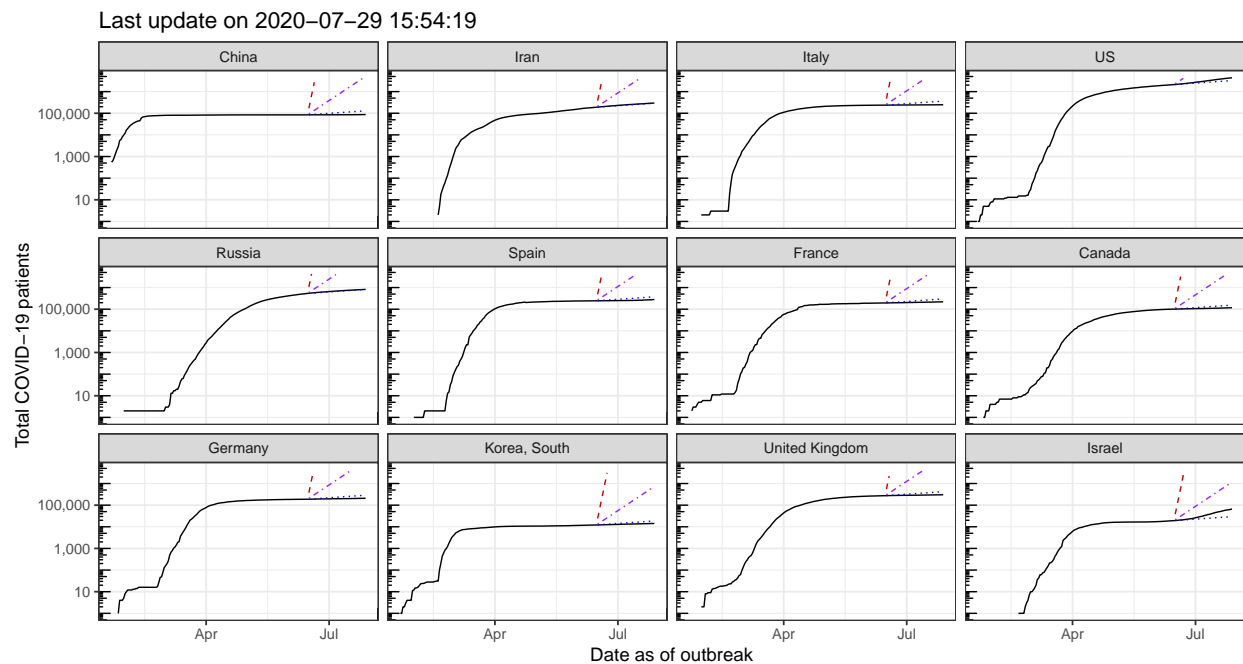 Last update on 2020−07−29 15:54:19
China Iran Italy US
100,000
1,000
10
Russia Spain France Canada
100,000
1,000
10
Germany Korea, South United Kingdom Israel
100,000
1,000
10
Apr Jul Apr Jul Apr Jul Apr Jul
Date as of outbreak
Total COVID−19 patients